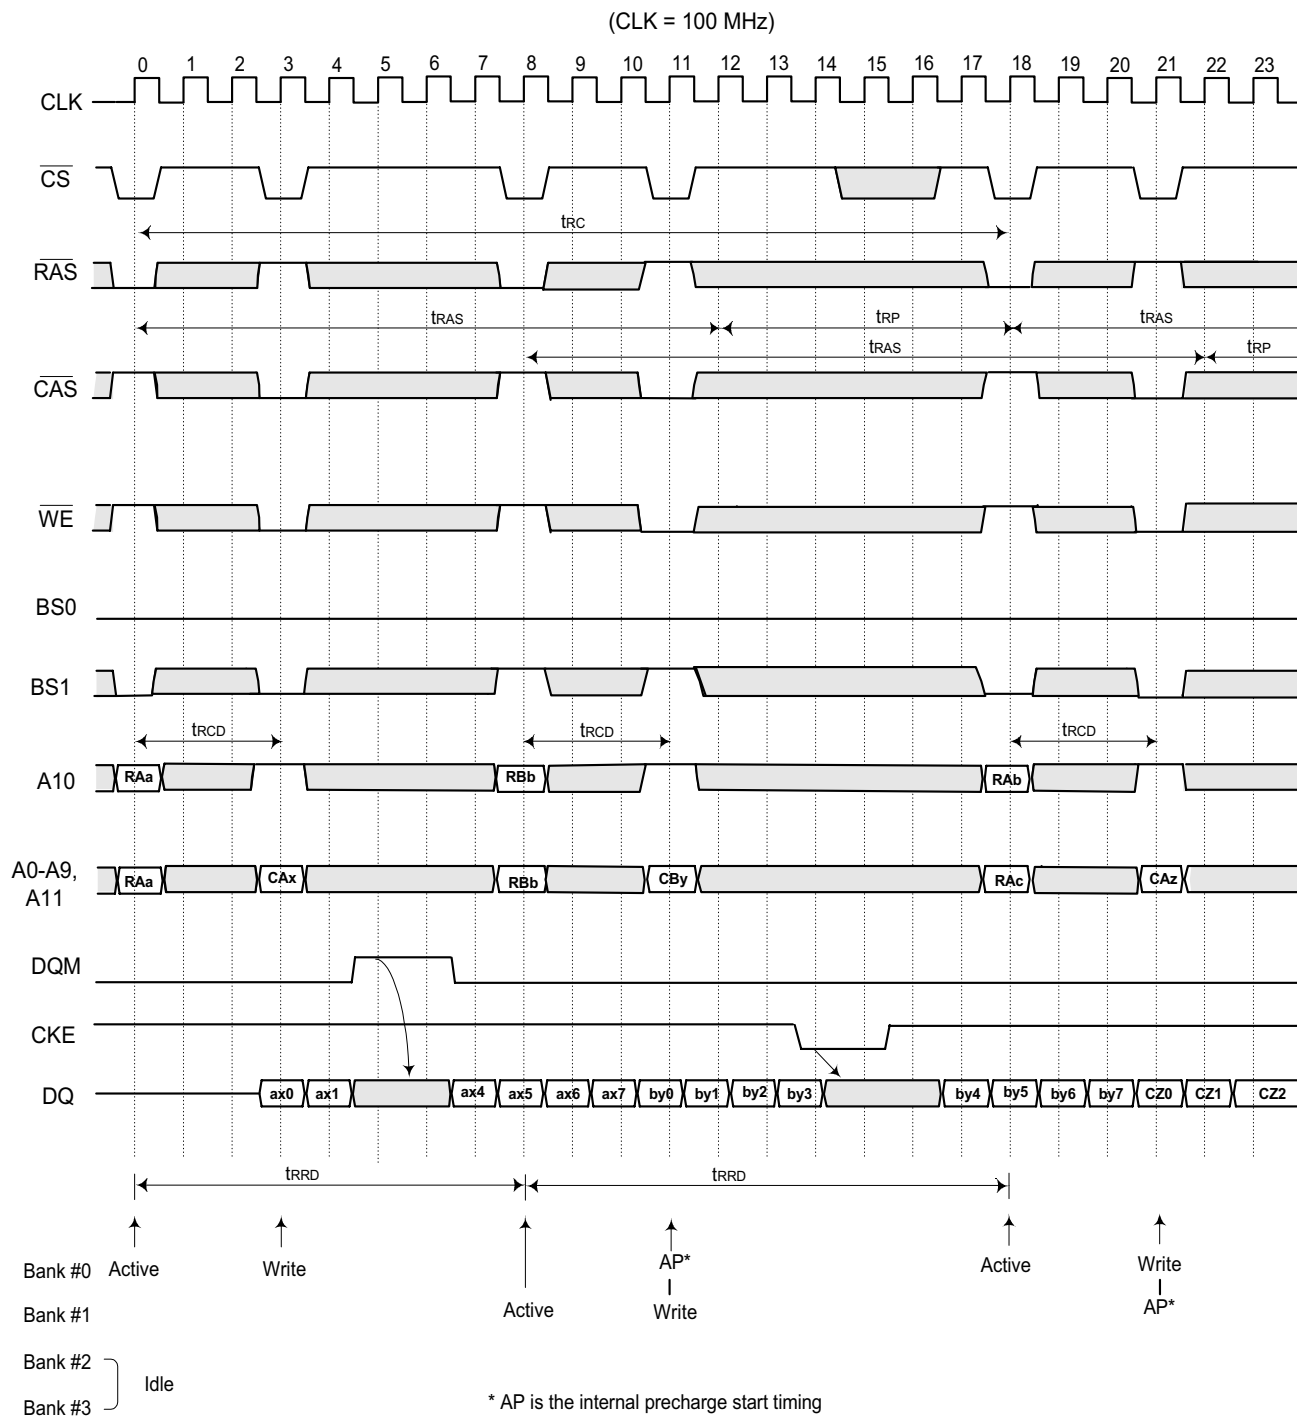 (CLK = 100 MHz)
0 1 2 3 4 5 6 7 8 9 10 11 12 13 14 15 16 17 18 19 20 21 22 23
CLK
CS
tRC
RAS
tRAS tRP tRAS
tRAS tRP
CAS
WE
BS0
BS1
tRCD tRCD tRCD
A10 RAa RBb RAb
A0-A9,
A11
RAa CAx RBb CBy RAc CAz
DQM
CKE
DQ ax0 ax1 ax4 ax5 ax6 ax7 by0 by1 by2 by3 by4 by5 by6 by7 CZ0 CZ1 CZ2
tRRD tRRD
Bank #0 Active Write AP* Active Write
Bank #1 Active Write AP*
Bank #2
Idle
Bank #3
* AP is the internal precharge start timing